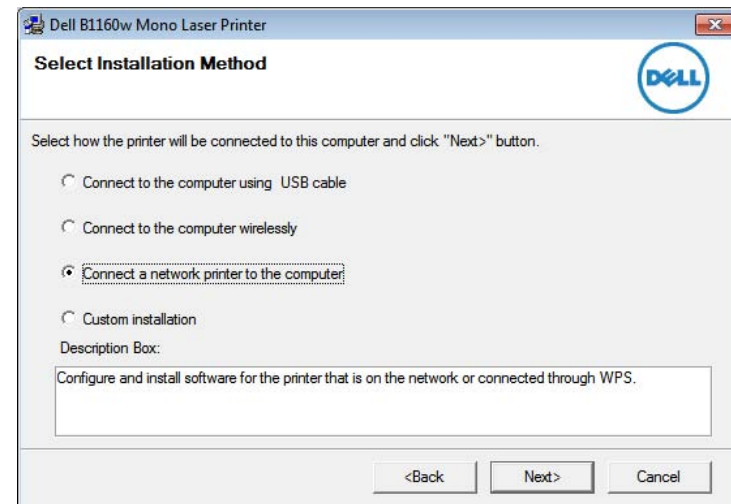 Dell B1160w Mono Laser Printer
Select Installation Method
DELL
Select how the printer will be connected to this computer and click "Next>" button.
Connect to the computer using  USB cable
Connect to the computer wirelessly
Connect a network printer to the computer
Custom installation
Description Box:
Configure and install software for the printer that is on the network or connected through WPS.
<Back
Next>
Cancel